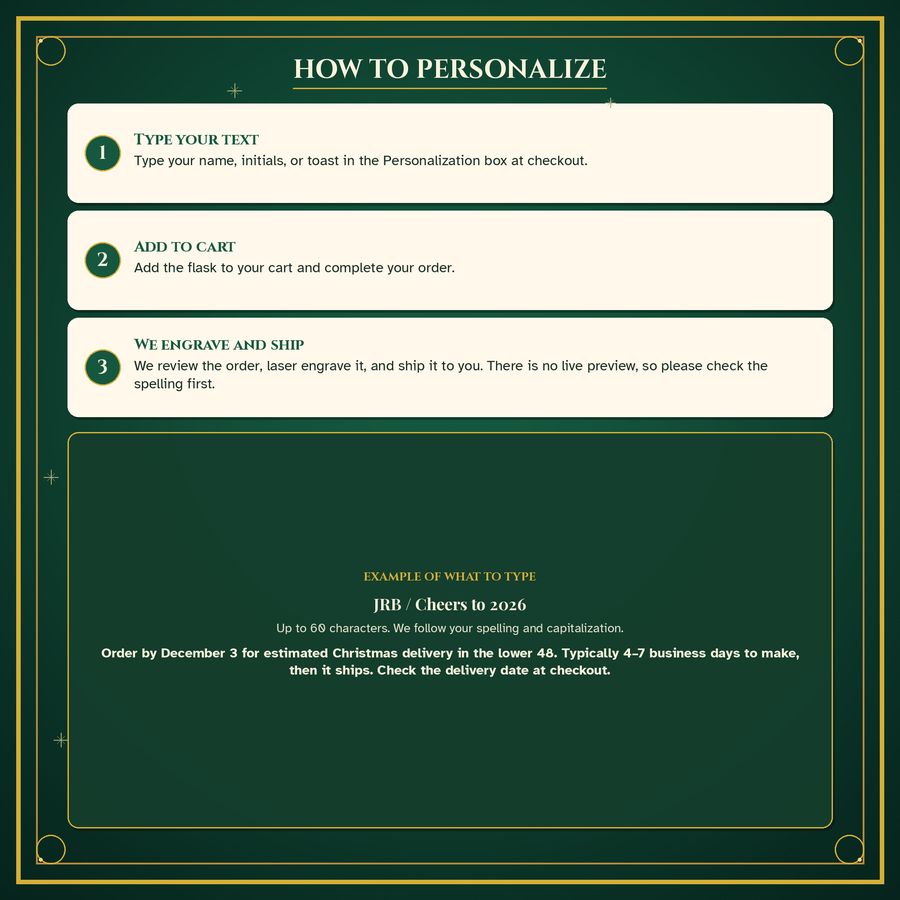 HOW TO PERSONALIZE
1
TYPE YOUR TEXT
Type your name, initials, or toast in the Personalization box at checkout.
2
ADD TO CART
Add the flask to your cart and complete your order.
3
WE ENGRAVE AND SHIP
We review the order, laser engrave it, and ship it to you. There is no live preview, so please check the
spelling first.
EXAMPLE OF WHAT TO TYPE
JRB / Cheers to 2026
Up to 60 characters. We follow your spelling and capitalization.
Order by December 3 for estimated Christmas delivery in the lower 48. Typically 4–7 business days to make,
then it ships. Check the delivery date at checkout.